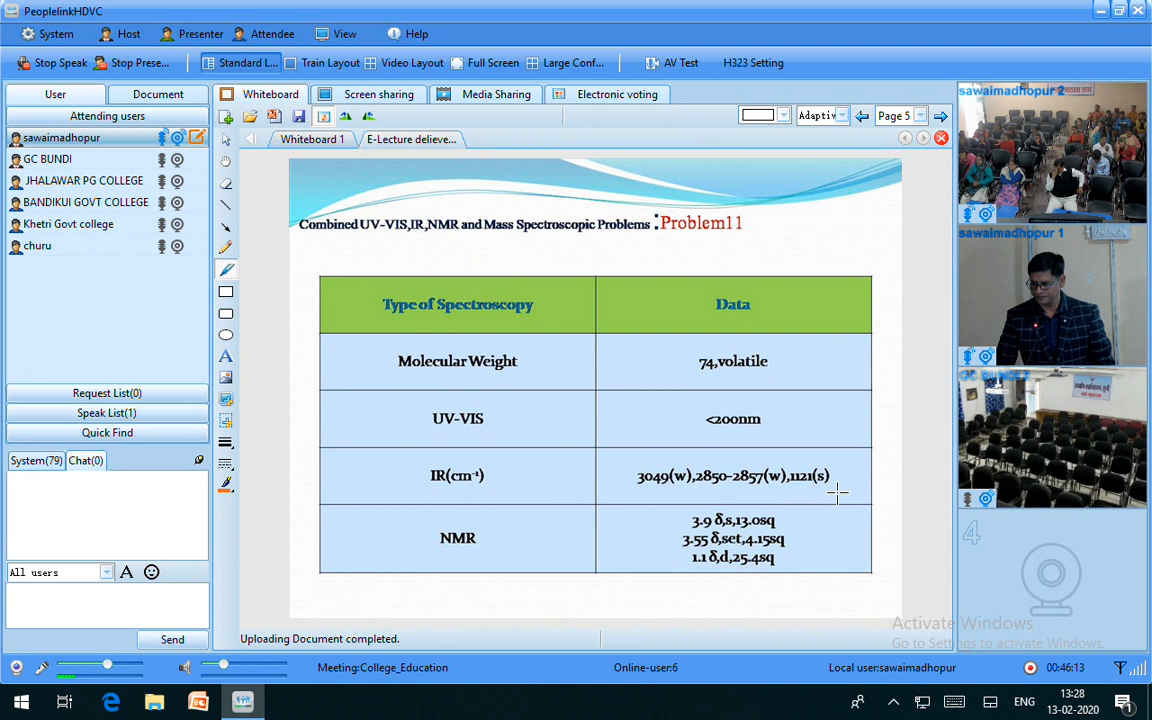 PeoplelinkHDVC
System Host Presenter Attendee View Help
Stop Speak Stop Prese... Standard L... Train Layout Video Layout Full Screen Large Conf... AV Test H323 Setting
User Document
Attending users
sawaimadhopur
GC BUNDI
JHALAWAR PG COLLEGE
BANDIKUI GOVT COLLEGE
Khetri Govt college
churu
Request List(0)
Speak List(1)
Quick Find
System(79) Chat(0)
All users
Send
Whiteboard Screen sharing Media Sharing Electronic voting
Adaptiv Page 5
Whiteboard 1 E-Lecture delieve...
Combined UV-VIS,IR,NMR and Mass Spectroscopic Problems :Problem11
Type of Spectroscopy Data
Molecular Weight 74,volatile
UV-VIS <200nm
IR(cm⁻¹) 3049(w),2850-2857(w),1121(s)
NMR
3.9 δ,s,13.0sq
3.55 δ,set,4.15sq
1.1 δ,d,25.4sq
Uploading Document completed.
sawaimadhopur 2
sawaimadhopur 1
GC BUNDI
4
Activate Windows
Go to Settings to activate Windows.
Meeting:College_Education Online-user:6 Local user:sawaimadhopur 00:46:13
ENG 13:28
13-02-2020
1